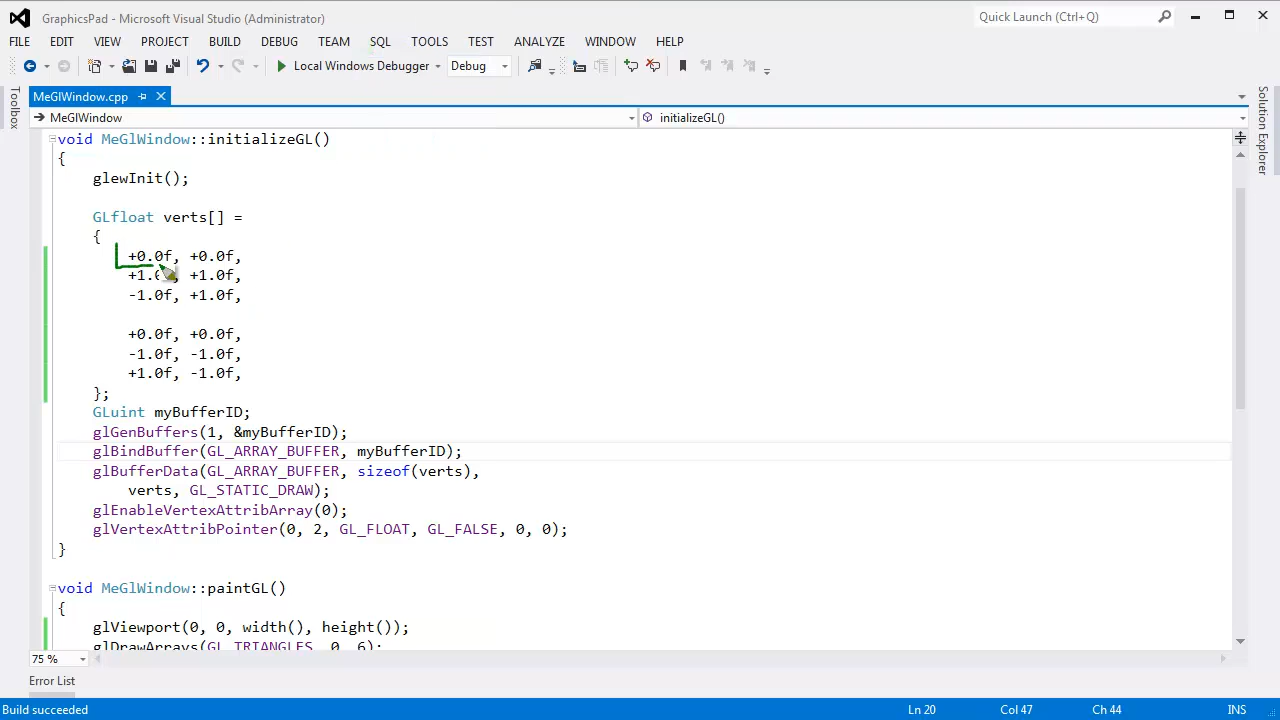 GraphicsPad - Microsoft Visual Studio (Administrator)
Quick Launch (Ctrl+Q)
FILE EDIT VIEW PROJECT BUILD DEBUG TEAM SQL TOOLS TEST ANALYZE WINDOW HELP
Local Windows Debugger Debug
Toolbox
MeGlWindow.cpp
Solution Explorer
MeGlWindow initializeGL()
void MeGlWindow::initializeGL()
{
glewInit();
GLfloat verts[] =
{
+0.0f, +0.0f,
+1.0f, +1.0f,
-1.0f, +1.0f,
+0.0f, +0.0f,
-1.0f, -1.0f,
+1.0f, -1.0f,
};
GLuint myBufferID;
glGenBuffers(1, &myBufferID);
glBindBuffer(GL_ARRAY_BUFFER, myBufferID);
glBufferData(GL_ARRAY_BUFFER, sizeof(verts),
verts, GL_STATIC_DRAW);
glEnableVertexAttribArray(0);
glVertexAttribPointer(0, 2, GL_FLOAT, GL_FALSE, 0, 0);
}
void MeGlWindow::paintGL()
{
glViewport(0, 0, width(), height());
glDrawArrays(GL_TRIANGLES, 0, 6);
75 %
Error List
Build succeeded Ln 20 Col 47 Ch 44 INS